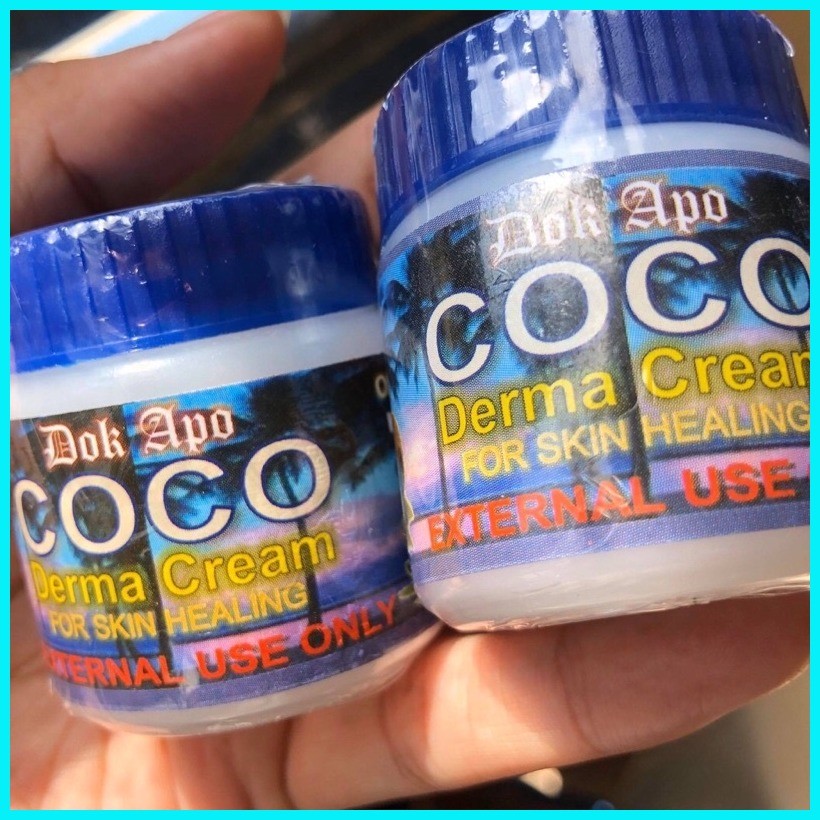 Dok Apo
COCO
Derma Cream
FOR SKIN HEALING
EXTERNAL USE ONLY
Dok Apo
COCO
Derma Cream
FOR SKIN HEALING
EXTERNAL USE